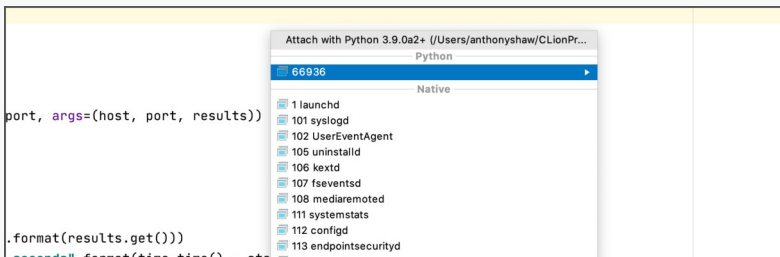 Attach with Python 3.9.0a2+ (/Users/anthonyshaw/CLionPr...
Python
66936
Native
1 launchd
port, args=(host, port, results))
101 syslogd
102 UserEventAgent
105 uninstalld
106 kextd
107 fseventsd
108 mediaremoted
111 systemstats
112 configd
.format(results.get()))
113 endpointsecurityd